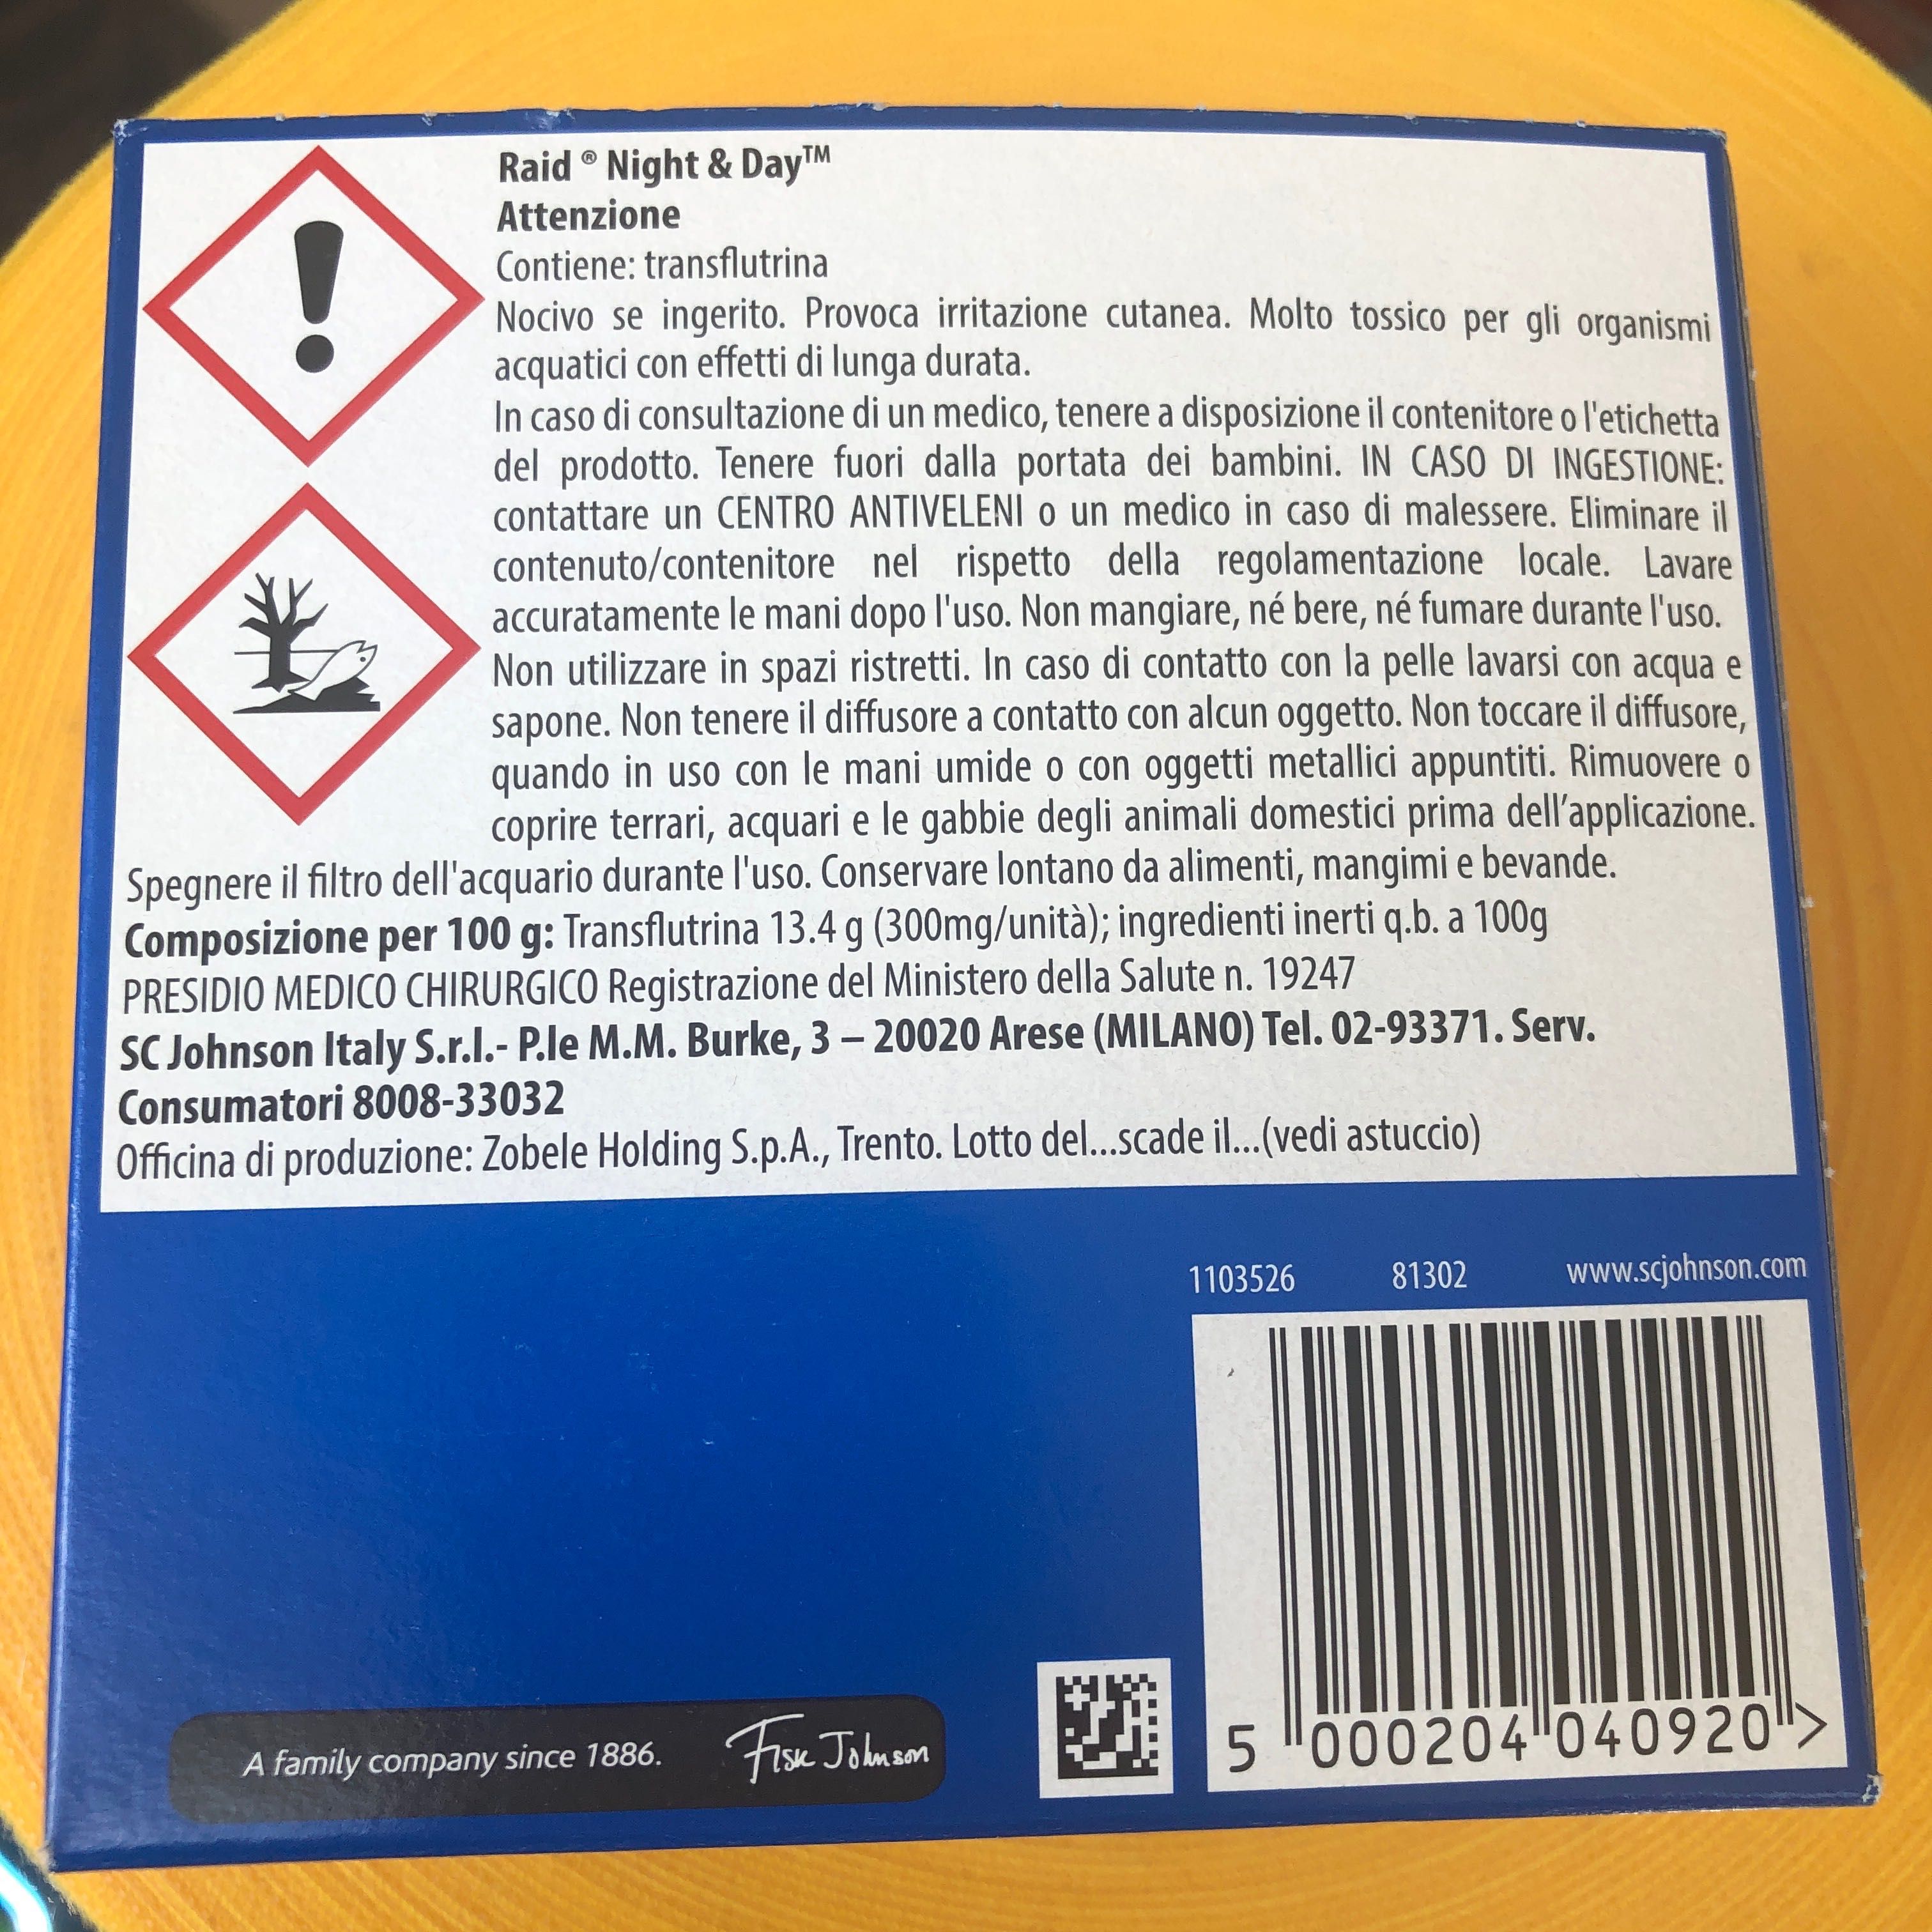 Raid ® Night & Day™
Attenzione
Contiene: transflutrina
Nocivo se ingerito. Provoca irritazione cutanea. Molto tossico per gli organismi
acquatici con effetti di lunga durata.
In caso di consultazione di un medico, tenere a disposizione il contenitore o l'etichetta
del prodotto. Tenere fuori dalla portata dei bambini. IN CASO DI INGESTIONE:
contattare un CENTRO ANTIVELENI o un medico in caso di malessere. Eliminare il
contenuto/contenitore nel rispetto della regolamentazione locale. Lavare
accuratamente le mani dopo l'uso. Non mangiare, né bere, né fumare durante l'uso.
Non utilizzare in spazi ristretti. In caso di contatto con la pelle lavarsi con acqua e
sapone. Non tenere il diffusore a contatto con alcun oggetto. Non toccare il diffusore,
quando in uso con le mani umide o con oggetti metallici appuntiti. Rimuovere o
coprire terrari, acquari e le gabbie degli animali domestici prima dell’applicazione.
Spegnere il filtro dell'acquario durante l'uso. Conservare lontano da alimenti, mangimi e bevande.
Composizione per 100 g: Transflutrina 13.4 g (300mg/unità); ingredienti inerti q.b. a 100g
PRESIDIO MEDICO CHIRURGICO Registrazione del Ministero della Salute n. 19247
SC Johnson Italy S.r.l.- P.le M.M. Burke, 3 – 20020 Arese (MILANO) Tel. 02-93371. Serv.
Consumatori 8008-33032
Officina di produzione: Zobele Holding S.p.A., Trento. Lotto del...scade il...(vedi astuccio)
1103526 81302 www.scjohnson.com
5 000204 040920 >
A family company since 1886. Fisk Johnson